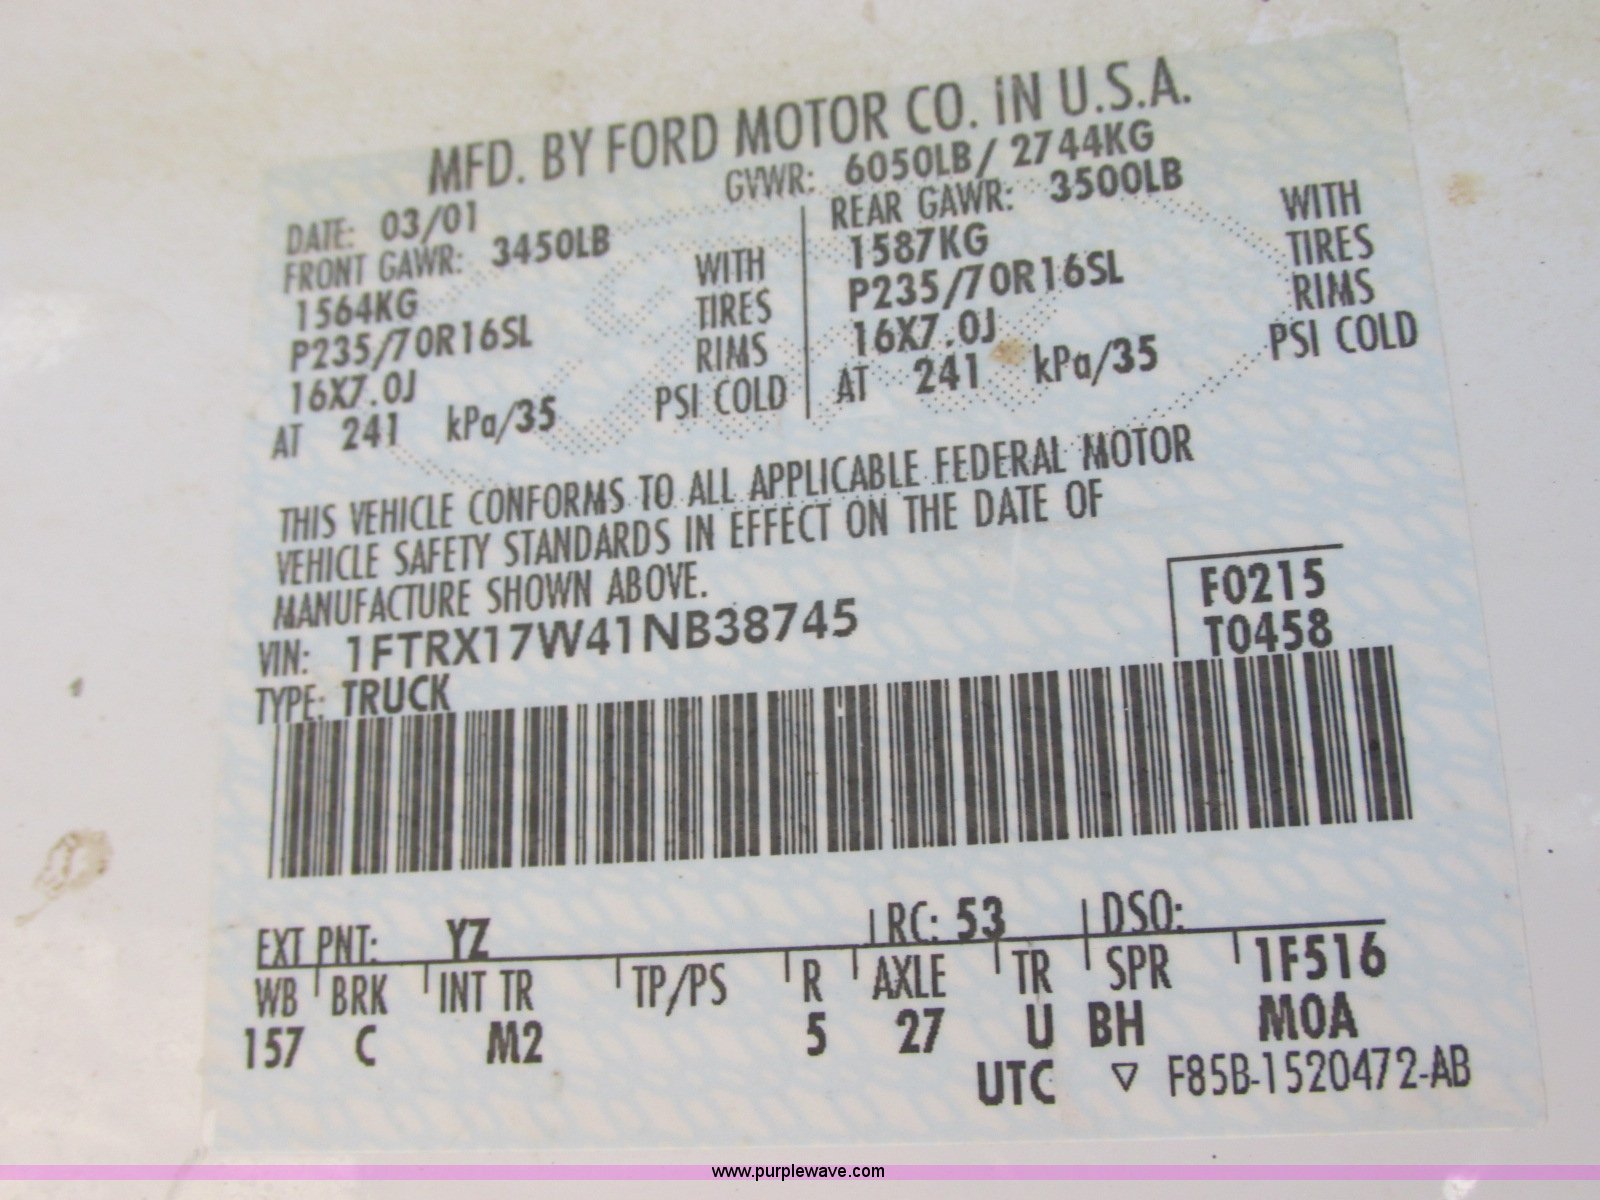 MFD. BY FORD MOTOR CO. IN U.S.A.
DATE: 03/01 GVWR: 6050LB/ 2744KG
FRONT GAWR: 3450LB REAR GAWR: 3500LB
1564KG WITH 1587KG WITH
P235/70R16SL TIRES P235/70R16SL TIRES
16X7.0J RIMS 16X7.0J RIMS
AT 241 kPa/35 PSI COLD AT 241 kPa/35 PSI COLD
THIS VEHICLE CONFORMS TO ALL APPLICABLE FEDERAL MOTOR
VEHICLE SAFETY STANDARDS IN EFFECT ON THE DATE OF
MANUFACTURE SHOWN ABOVE.
VIN: 1FTRX17W41NB38745 F0215
TYPE: TRUCK T0458
EXT PNT: YZ RC: 53 DSO:
WB BRK INT TR TP/PS R AXLE TR SPR 1F516
157 C M2 5 27 U BH M0A
UTC ▽ F85B-1520472-AB
www.purplewave.com